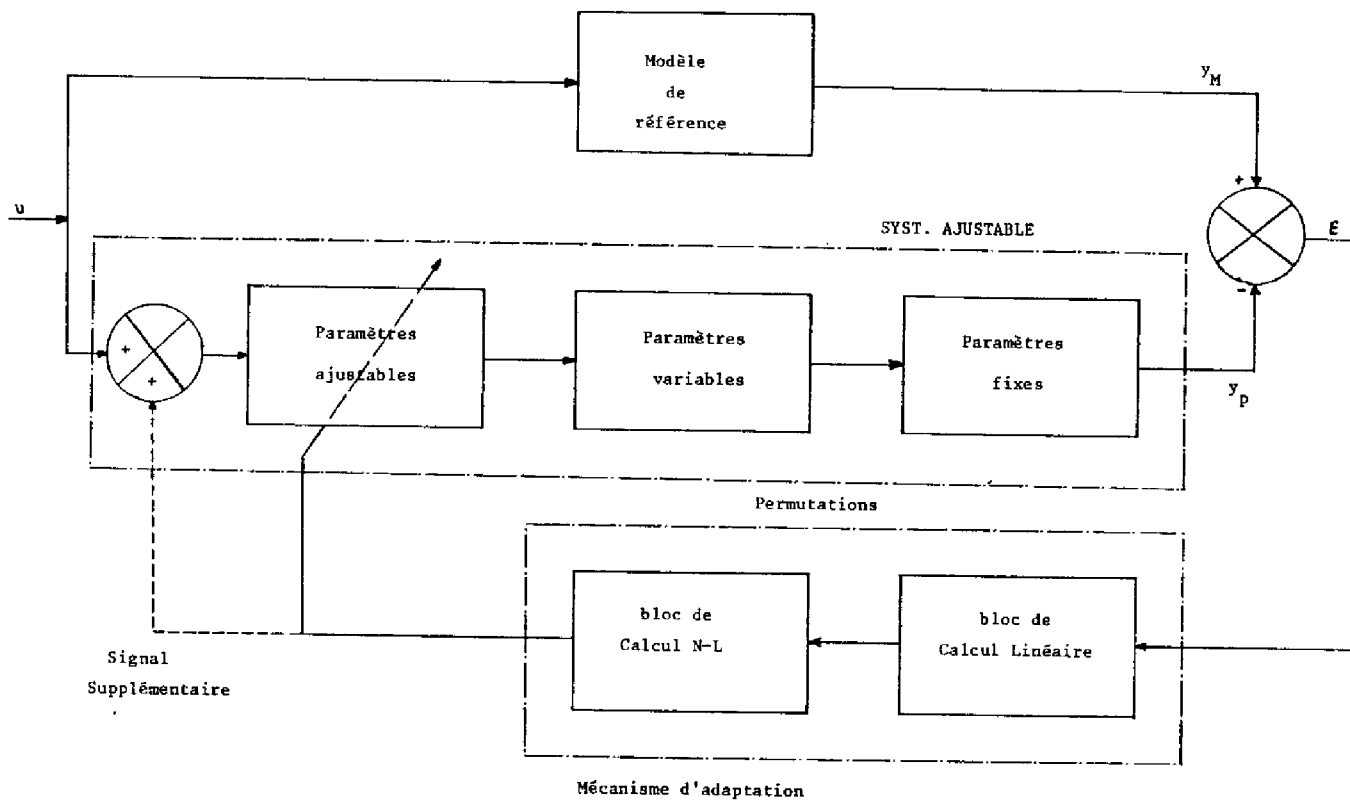 Modèle
de
référence
y_M
u
+
ε
SYST. AJUSTABLE
-
+
+
Paramètres
ajustables
Paramètres
variables
Paramètres
fixes
y_p
Permutations
bloc de
Calcul N-L
bloc de
Calcul Linéaire
Signal
Supplémentaire
Mécanisme d'adaptation